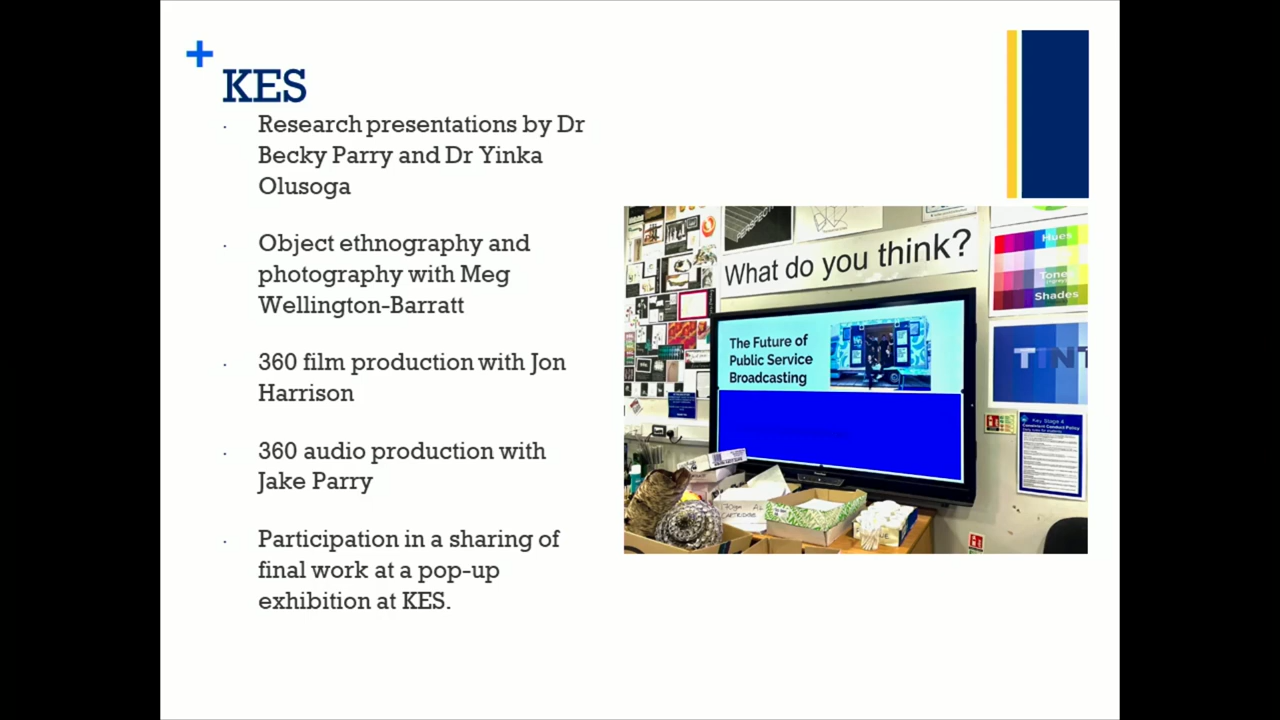 +
KES
Research presentations by Dr
Becky Parry and Dr Yinka
Olusoga
Object ethnography and
photography with Meg
Wellington-Barratt
360 film production with Jon
Harrison
360 audio production with
Jake Parry
Participation in a sharing of
final work at a pop-up
exhibition at KES.
What do you think?
The Future of
Public Service
Broadcasting
Hues
Tones
Shades
TINT
Key Stage 4